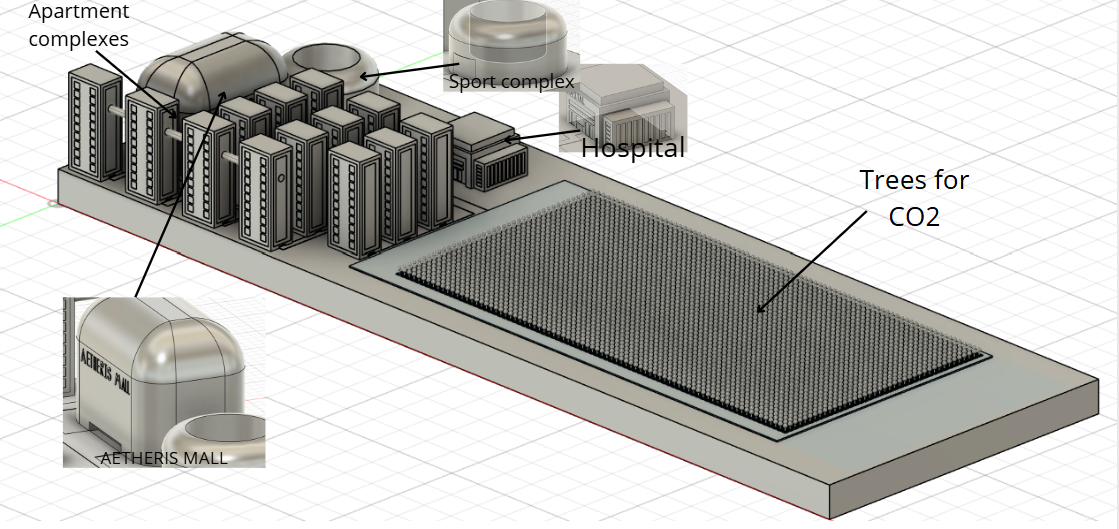 Apartment
complexes
Sport complex
Hospital
Trees for
CO2
AETHERIS MALL
AETHERIS MALL